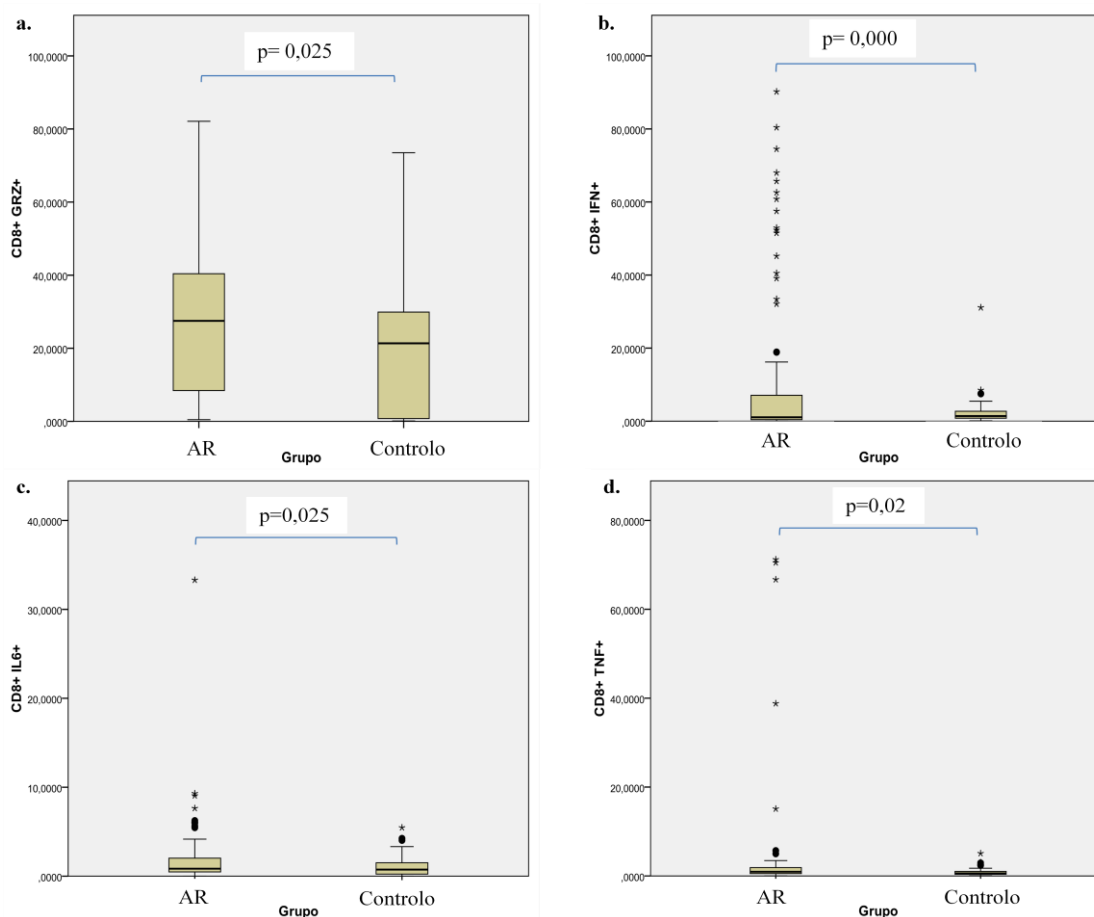 a.
p= 0,025
100,0000
80,0000
60,0000
40,0000
20,0000
,0000
CD8+ GRZ+
AR
Controlo
Grupo
b.
p= 0,000
100,0000
80,0000
60,0000
40,0000
20,0000
,0000
CD8+ IFN+
AR
Controlo
Grupo
c.
p=0,025
40,0000
30,0000
20,0000
10,0000
,0000
CD8+ IL6+
AR
Controlo
Grupo
d.
p=0,02
80,0000
60,0000
40,0000
20,0000
,0000
CD8+ TNF+
AR
Controlo
Grupo